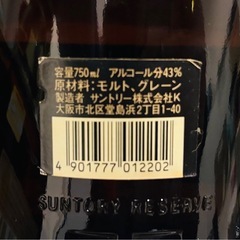 容量750ml アルコール分43%
原材料:モルト、グレーン
製造者 サントリー株式会社K
大阪市北区堂島浜2丁目1-40
4 901777 012202
SUNTORY RESERVE